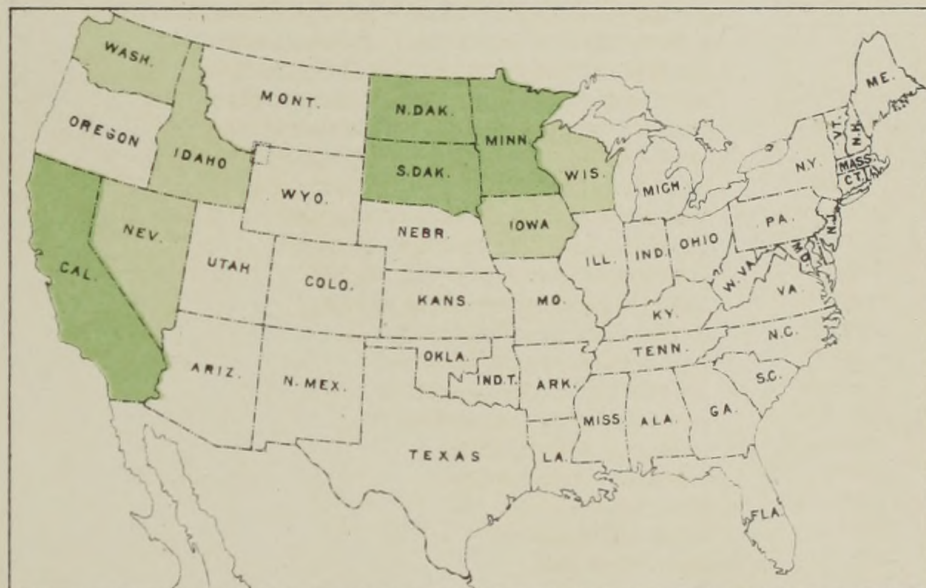 WASH.
MONT.
N.DAK.
MINN.
ME.
OREGON
IDAHO
S.DAK.
WIS.
MICH.
N.Y.
VT.
N.H.
MASS.
C.T.
WYO.
NEBR.
IOWA
PA.
N.J.
NEV.
UTAH
COLO.
ILL.
IND.
OHIO
M.D.
W.VA.
CAL.
KANS.
MO.
KY.
VA.
ARIZ.
N.MEX.
OKLA.
IND.T.
ARK.
TENN.
N.C.
S.C.
MISS
ALA.
GA.
TEXAS
LA.
FLA.